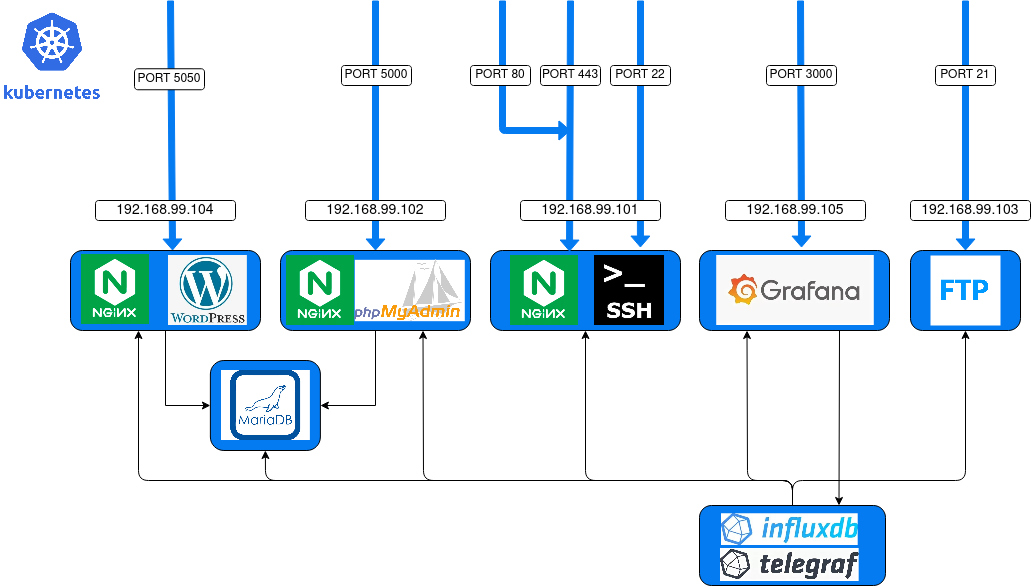 kubernetes
PORT 5050
PORT 5000
PORT 80
PORT 443
PORT 22
PORT 3000
PORT 21
192.168.99.104
192.168.99.102
192.168.99.101
192.168.99.105
192.168.99.103
N
NGiNX
W
WORDPRESS
N
NGiNX
phpMyAdmin
N
NGiNX
>_
SSH
Grafana
FTP
MariaDB
influxdb
telegraf